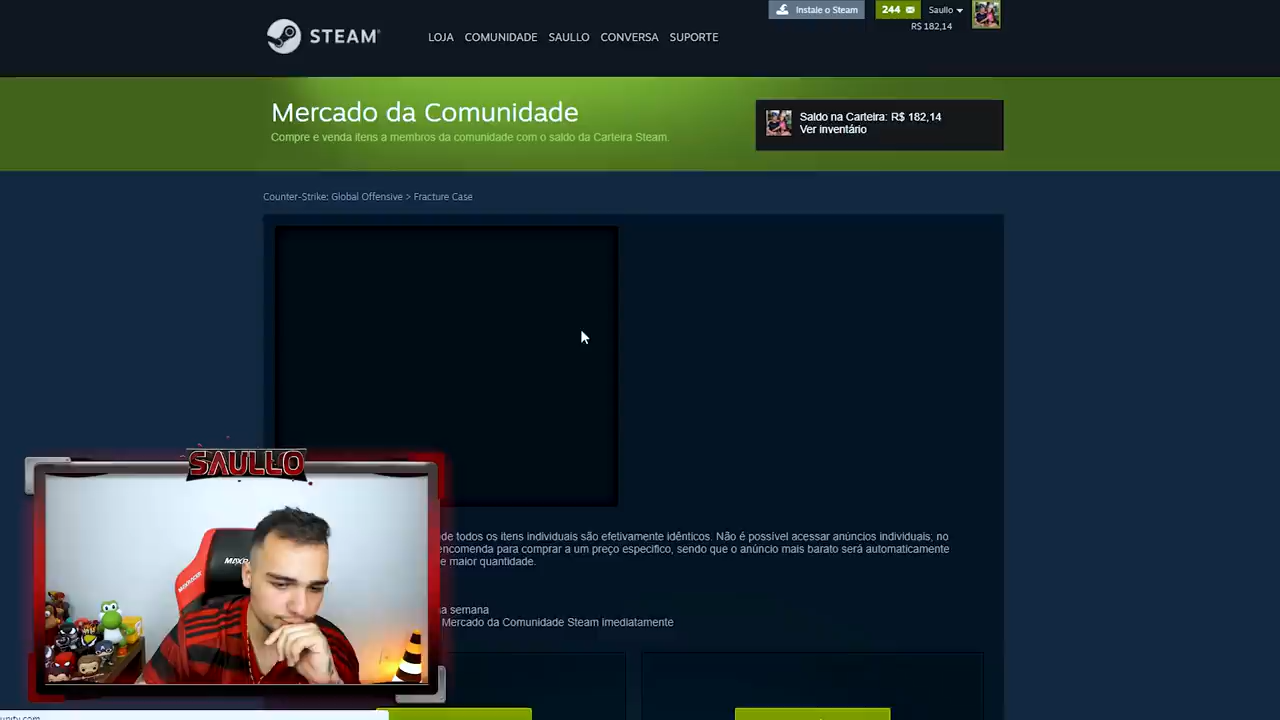 Instale o Steam
244
Saullo
R$ 182,14
STEAM
LOJA
COMUNIDADE
SAULLO
CONVERSA
SUPORTE
Mercado da Comunidade
Compre e venda itens a membros da comunidade com o saldo da Carteira Steam.
Saldo na Carteira: R$ 182,14
Ver inventário
Counter-Strike: Global Offensive > Fracture Case
SAULLO
de todos os itens individuais são efetivamente idênticos. Não é possível acessar anúncios individuais; no
encomenda para comprar a um preço específico, sendo que o anúncio mais barato será automaticamente
e maior quantidade.
a semana
Mercado da Comunidade Steam imediatamente